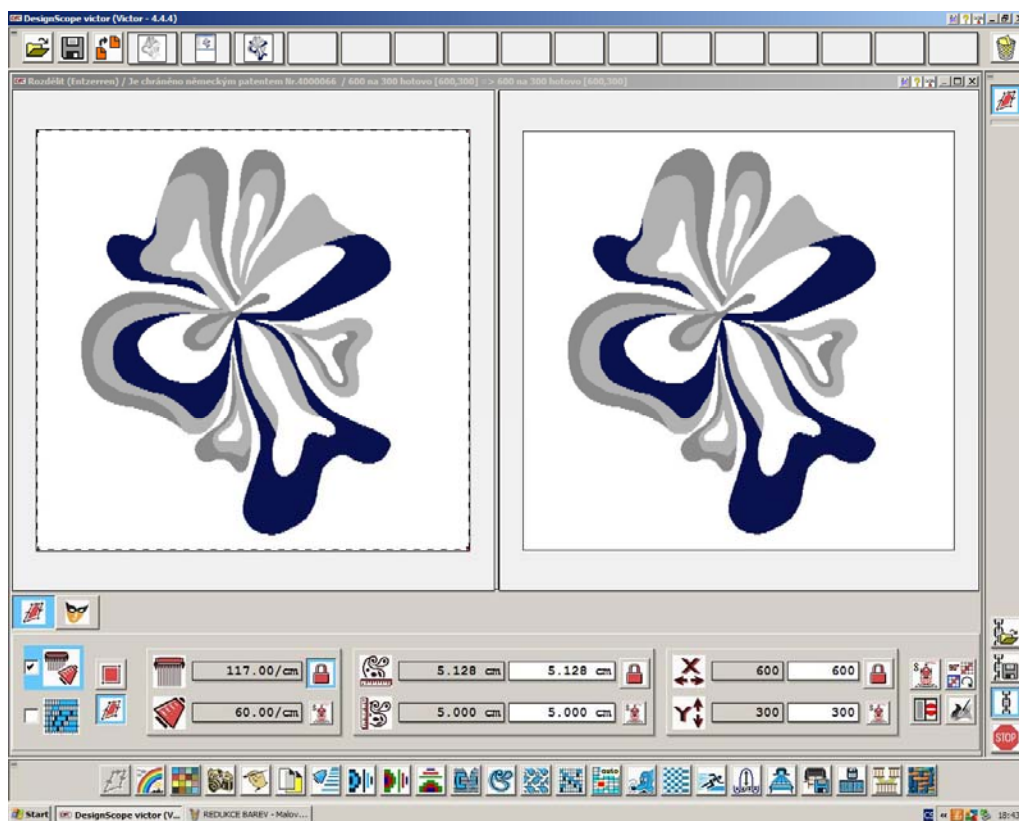 DesignScope victor (Victor - 4.4.4)
Rozdělit (Entzerren) / Je chráněno německým patentem Nr.4000066 / 600 na 300 hotovo [600,300] => 600 na 300 hotovo [600,300]
117.00/cm
5.128 cm
5.128 cm
X
600
600
60.00/cm
5.000 cm
5.000 cm
Y
300
300
STOP
auto
Start
DesignScope victor (V...
REDUKCE BAREV - Malov...
CS
18:43